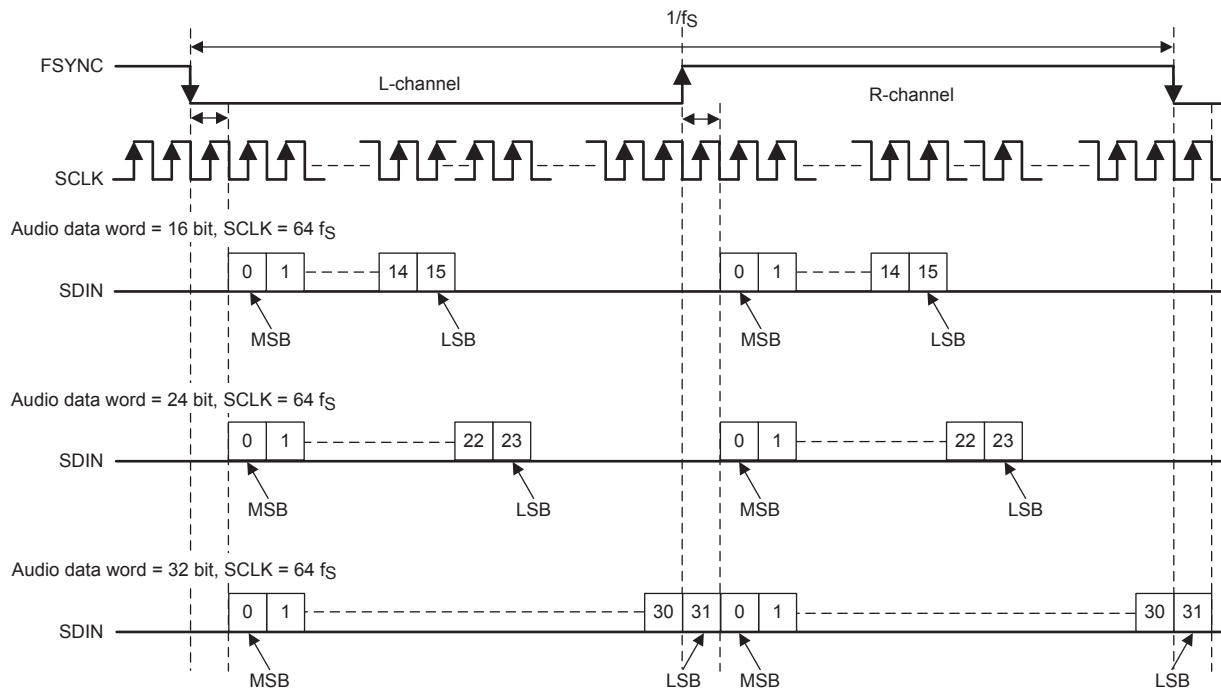 1/fS
FSYNC
L-channel
R-channel
SCLK
Audio data word = 16 bit, SCLK = 64 fS
0 1 14 15 0 1 14 15
SDIN
MSB LSB MSB LSB
Audio data word = 24 bit, SCLK = 64 fS
0 1 22 23 0 1 22 23
SDIN
MSB LSB MSB LSB
Audio data word = 32 bit, SCLK = 64 fS
0 1 30 31 0 1 30 31
SDIN
MSB LSB MSB LSB